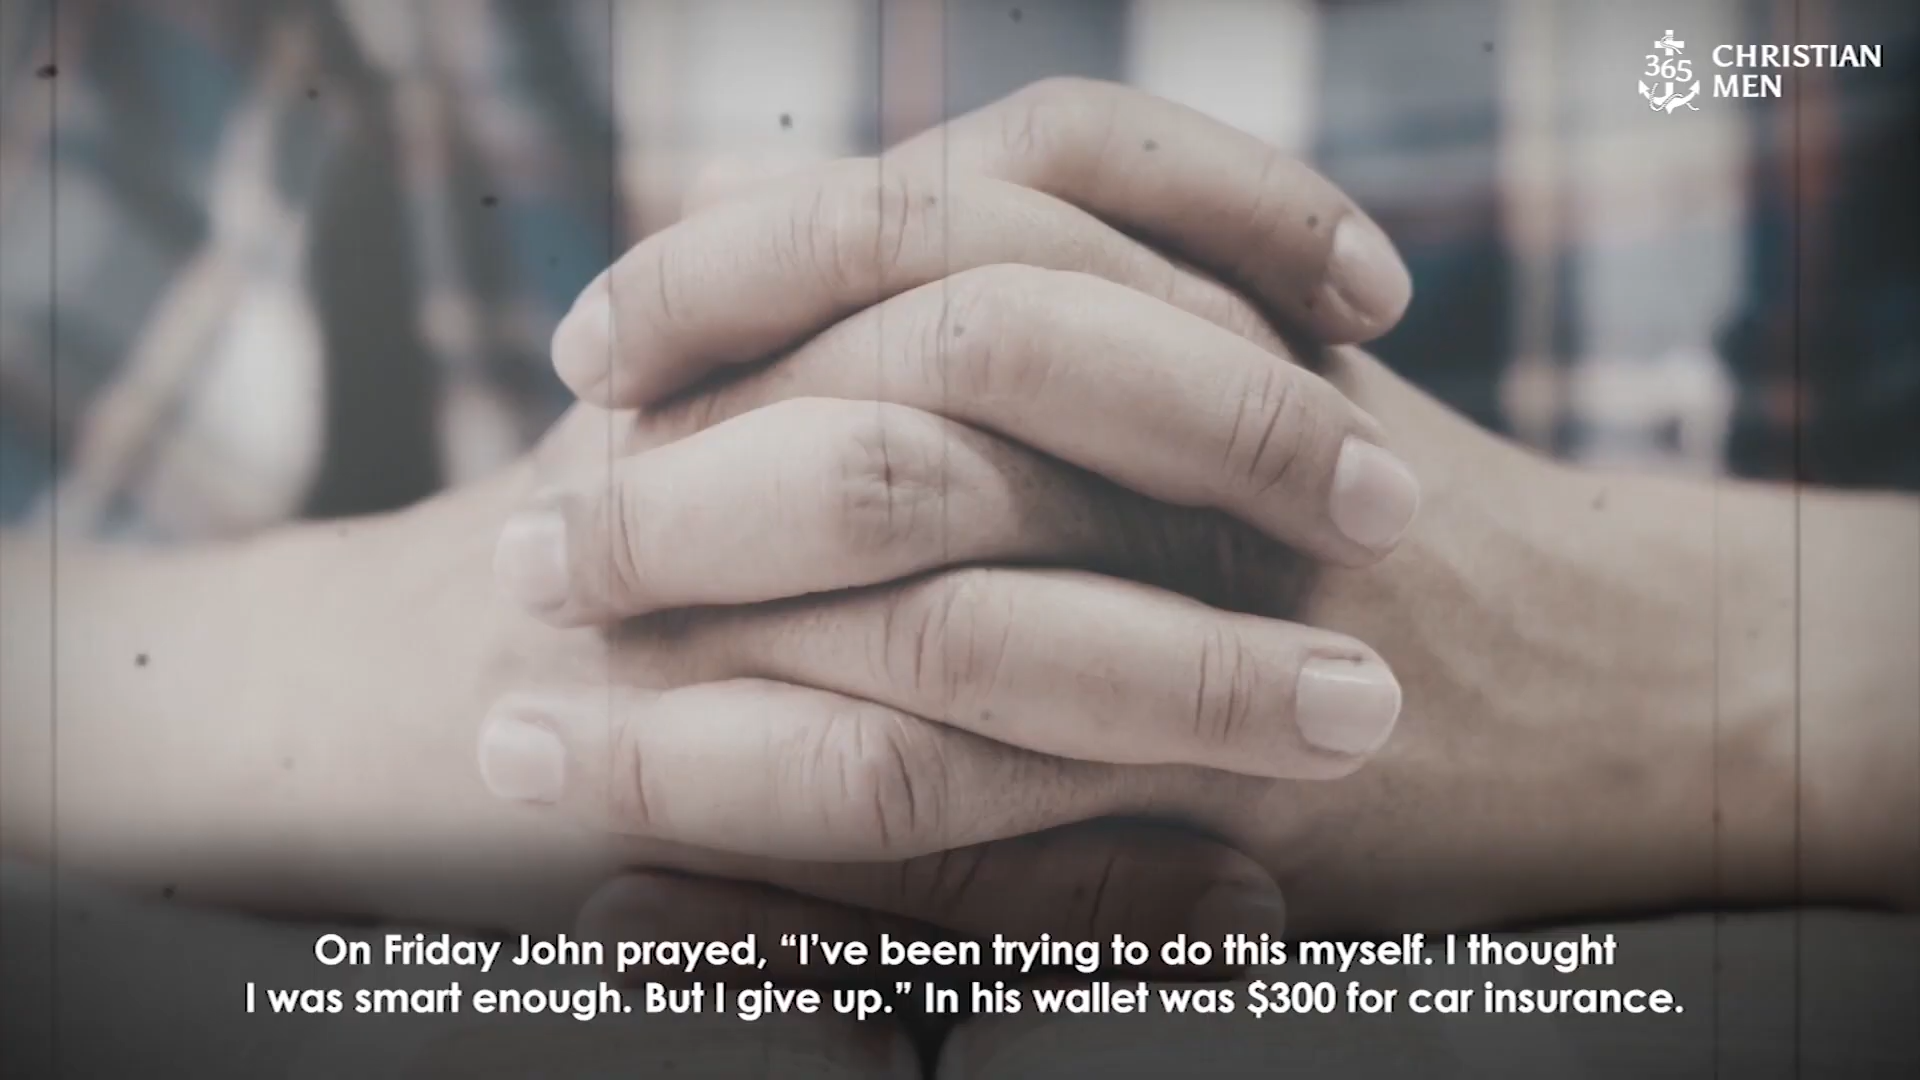 365
CHRISTIAN
MEN
On Friday John prayed, “I’ve been trying to do this myself. I thought
I was smart enough. But I give up.” In his wallet was $300 for car insurance.